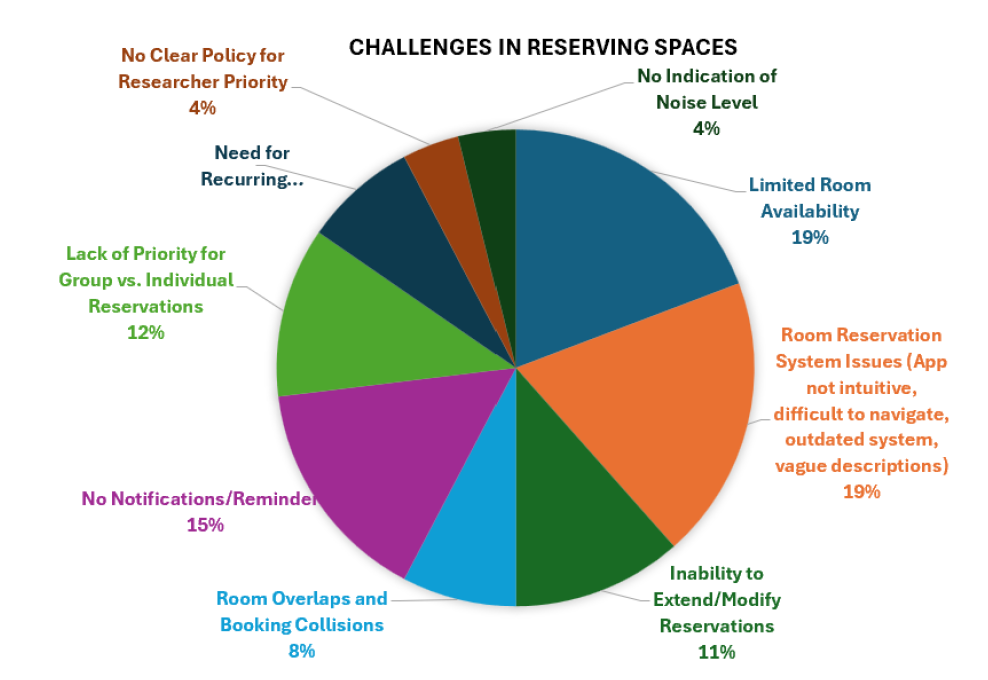 CHALLENGES IN RESERVING SPACES
No Indication of
Noise Level
4%
Limited Room
Availability
19%
Room Reservation
System Issues (App
not intuitive,
difficult to navigate,
outdated system,
vague descriptions)
19%
Inability to
Extend/Modify
Reservations
11%
Room Overlaps and
Booking Collisions
8%
No Notifications/Reminder
15%
Lack of Priority for
Group vs. Individual
Reservations
12%
Need for
Recurring...
No Clear Policy for
Researcher Priority
4%